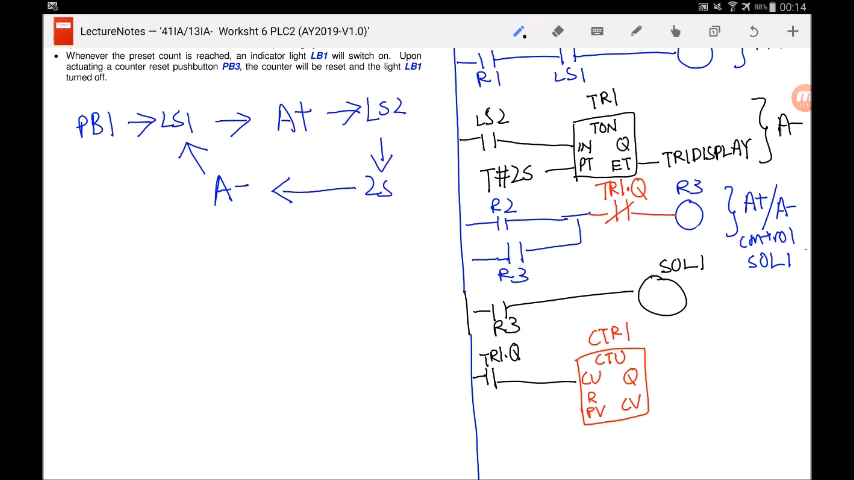 88% 00:14
LectureNotes – '41IA/13IA- Worksht 6 PLC2 (AY2019-V1.0)'
• Whenever the preset count is reached, an indicator light LB1 will switch on. Upon
actuating a counter reset pushbutton PB3, the counter will be reset and the light LB1
turned off.
PB1 → LS1 → A+ → LS2
A- ← 2S
R1 LS1
LS2 TR1
TON
IN Q
PT ET
T#2S TR1DISPLAY A-
R2 TR1.Q R3
R3
A+/A-
control
SOL1
R3 SOL1
TR1.Q CTR1
CTU
CU Q
R
PV CV